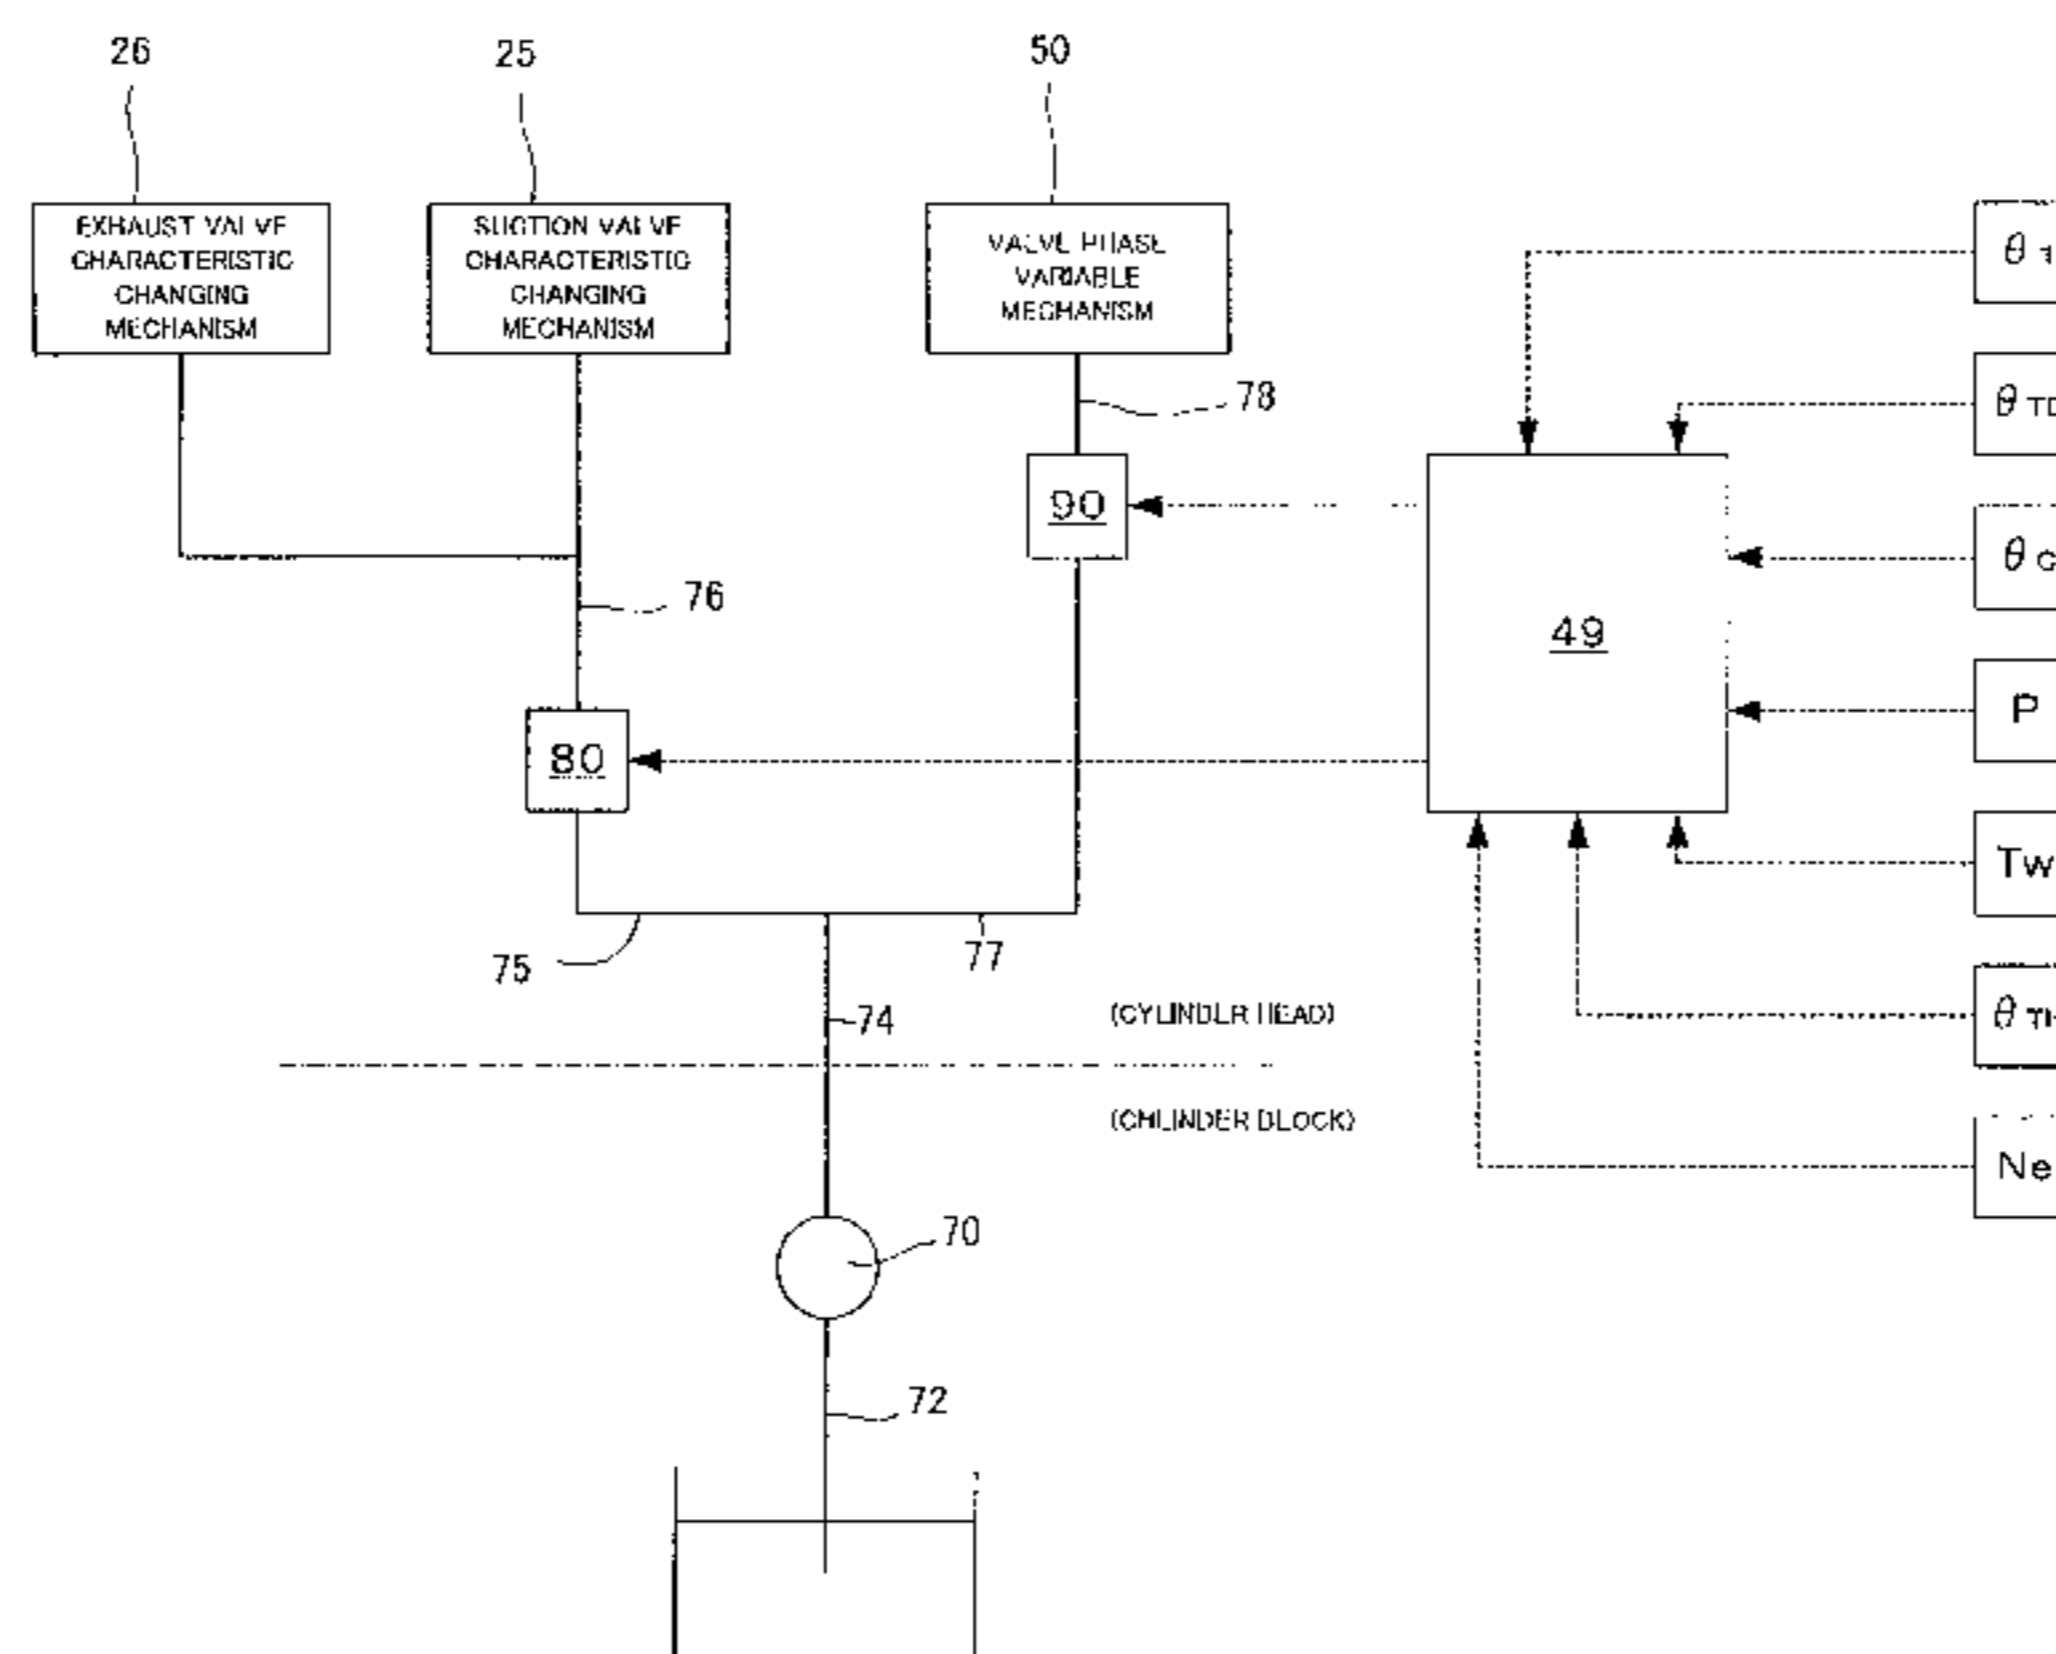 26
25
50
EXHAUST VALVE
CHARACTERISTIC
CHANGING
MECHANISM
SUCTION VALVE
CHARACTERISTIC
CHANGING
MECHANISM
VALVE PHASE
VARIABLE
MECHANISM
78
90
76
49
80
75
77
74
(CYLINDER HEAD)
(CHLINDER BLOCK)
70
72
θ
θ
θ
P
Tw
θ
Ne